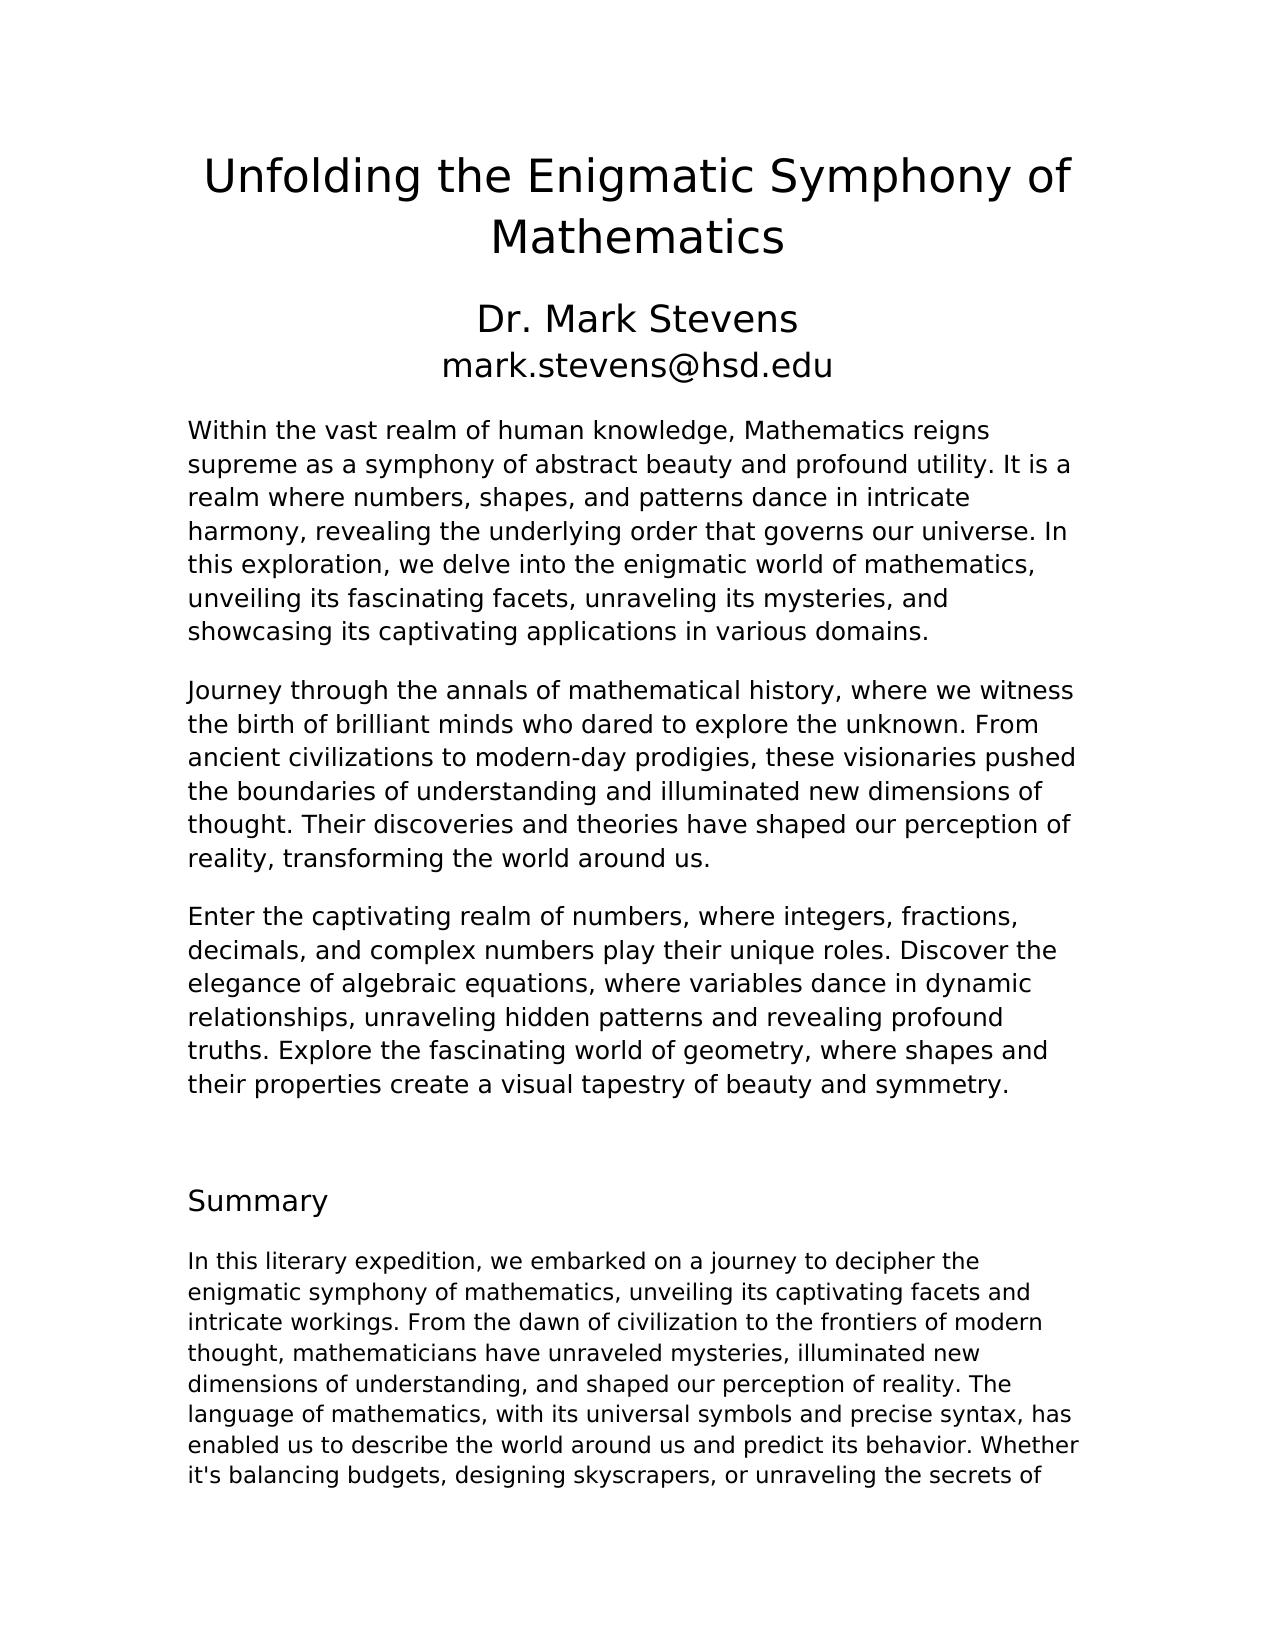 Unfolding the Enigmatic Symphony of
Mathematics
Dr. Mark Stevens
mark.stevens@hsd.edu
Within the vast realm of human knowledge, Mathematics reigns
supreme as a symphony of abstract beauty and profound utility. It is a
realm where numbers, shapes, and patterns dance in intricate
harmony, revealing the underlying order that governs our universe. In
this exploration, we delve into the enigmatic world of mathematics,
unveiling its fascinating facets, unraveling its mysteries, and
showcasing its captivating applications in various domains.
Journey through the annals of mathematical history, where we witness
the birth of brilliant minds who dared to explore the unknown. From
ancient civilizations to modern-day prodigies, these visionaries pushed
the boundaries of understanding and illuminated new dimensions of
thought. Their discoveries and theories have shaped our perception of
reality, transforming the world around us.
Enter the captivating realm of numbers, where integers, fractions,
decimals, and complex numbers play their unique roles. Discover the
elegance of algebraic equations, where variables dance in dynamic
relationships, unraveling hidden patterns and revealing profound
truths. Explore the fascinating world of geometry, where shapes and
their properties create a visual tapestry of beauty and symmetry.
Summary
In this literary expedition, we embarked on a journey to decipher the
enigmatic symphony of mathematics, unveiling its captivating facets and
intricate workings. From the dawn of civilization to the frontiers of modern
thought, mathematicians have unraveled mysteries, illuminated new
dimensions of understanding, and shaped our perception of reality. The
language of mathematics, with its universal symbols and precise syntax, has
enabled us to describe the world around us and predict its behavior. Whether
it's balancing budgets, designing skyscrapers, or unraveling the secrets of